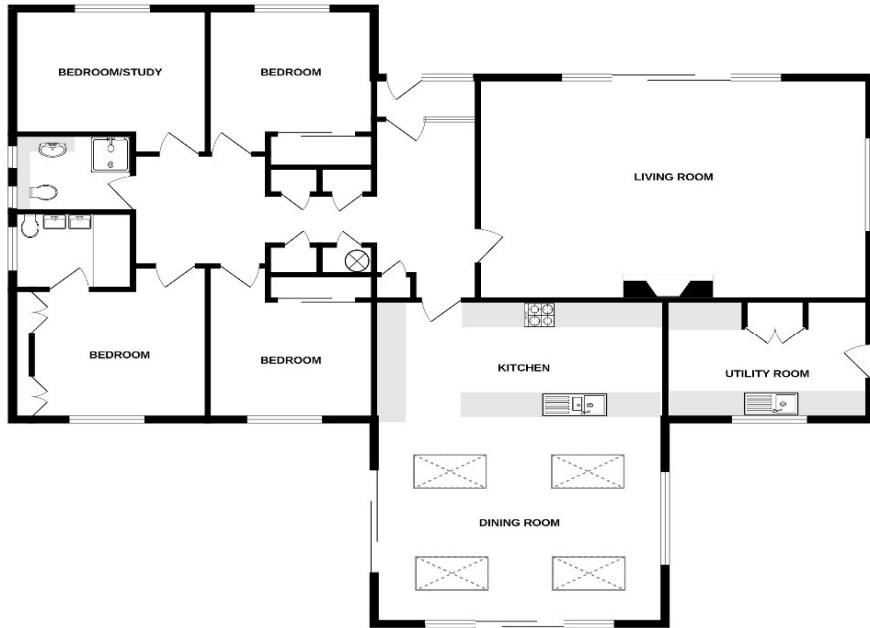 BEDROOM/STUDY
BEDROOM
LIVING ROOM
BEDROOM
BEDROOM
KITCHEN
UTILITY ROOM
DINING ROOM